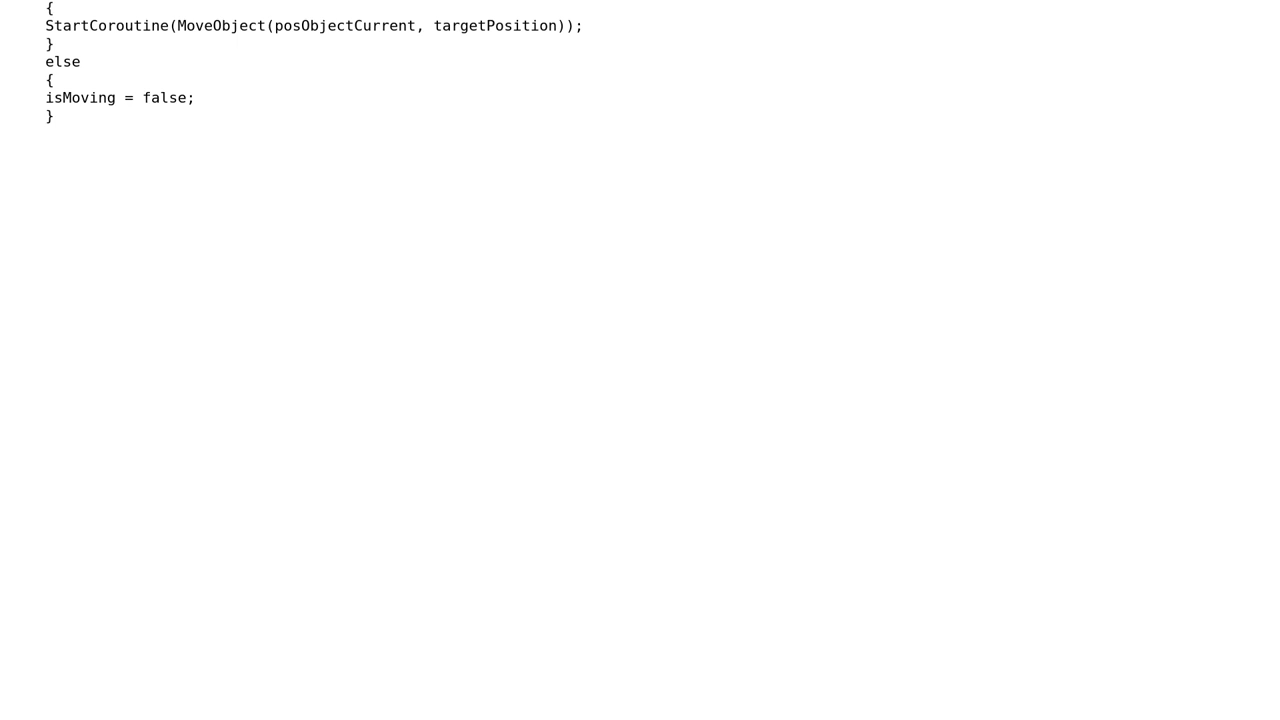 {
StartCoroutine(MoveObject(posObjectCurrent, targetPosition));
}
else
{
isMoving = false;
}